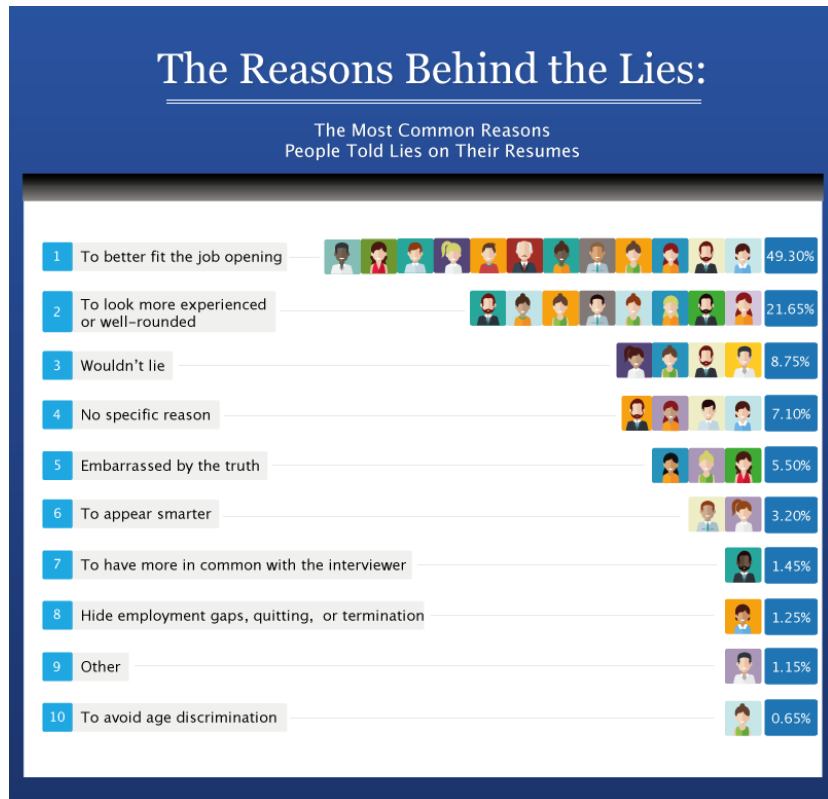 The Reasons Behind the Lies:
The Most Common Reasons
People Told Lies on Their Resumes
1 To better fit the job opening 49.30%
2 To look more experienced
or well-rounded 21.65%
3 Wouldn't lie 8.75%
4 No specific reason 7.10%
5 Embarrassed by the truth 5.50%
6 To appear smarter 3.20%
7 To have more in common with the interviewer 1.45%
8 Hide employment gaps, quitting, or termination 1.25%
9 Other 1.15%
10 To avoid age discrimination 0.65%